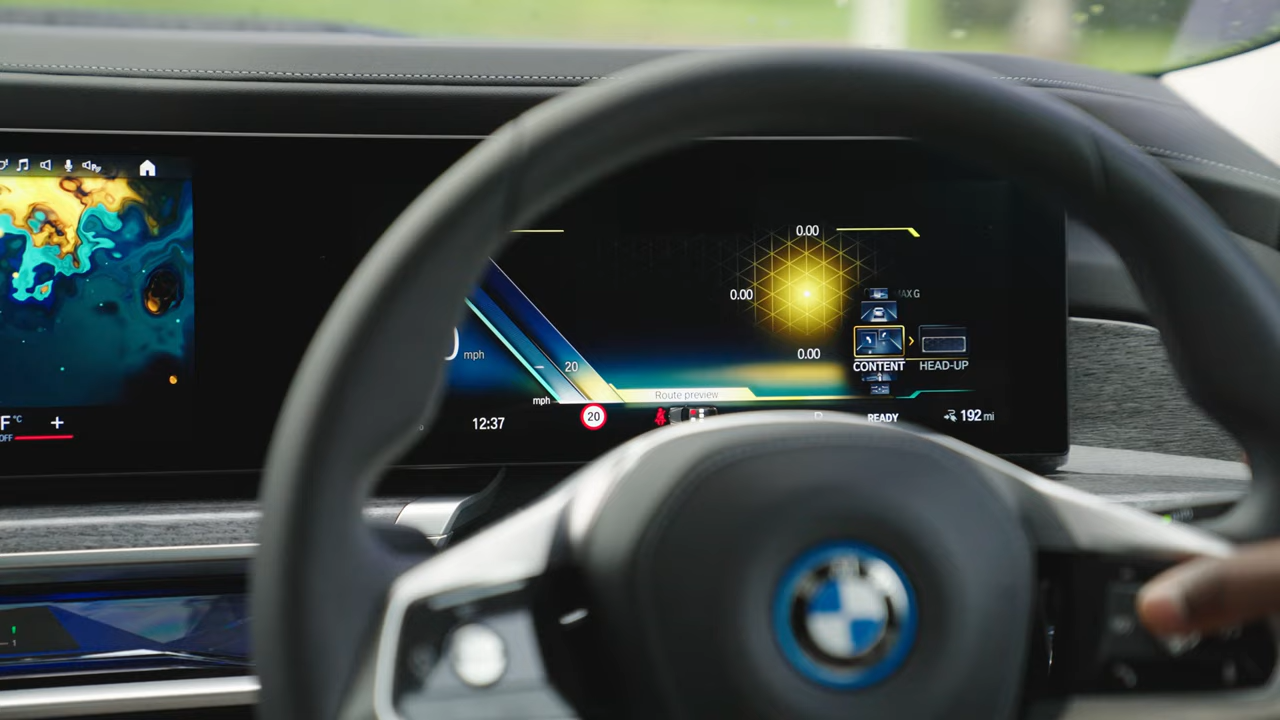 0.00
0.00
MAX G
mph
20
0.00
CONTENT
HEAD-UP
Route preview
mph
12:37
20
READY
192 mi
°C
OFF